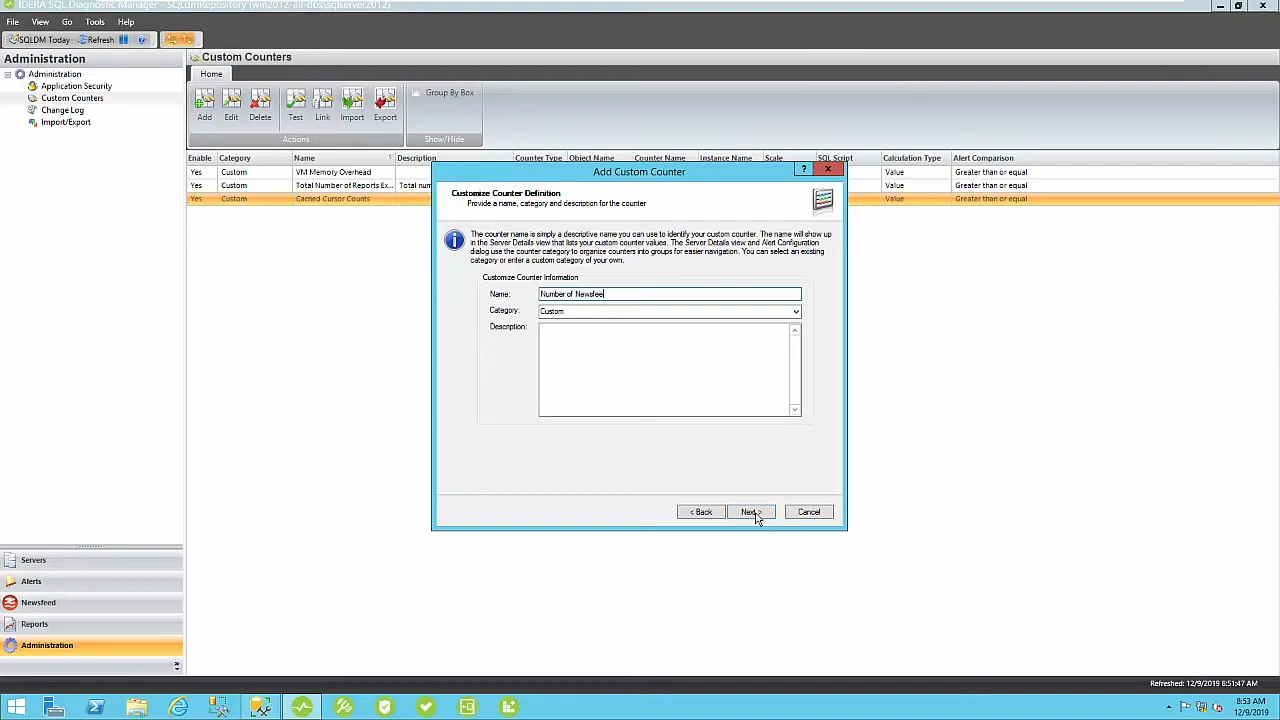 IDERA SQL Diagnostic Manager - SQLdmRepository (win2012-all-dbs\sqlserver2012)
File View Go Tools Help
SQLDM Today Refresh
Administration
Custom Counters
Administration
Application Security
Custom Counters
Change Log
Import/Export
Home
Add Edit Delete Test Link Import Export
Group By Box
Actions Show/Hide
Enable Category Name Description Counter Type Object Name Counter Name Instance Name Scale SQL Script Calculation Type Alert Comparison
Yes Custom VM Memory Overhead Value Greater than or equal
Yes Custom Total Number of Reports Ex... Total num Value Greater than or equal
Yes Custom Cached Cursor Counts Value Greater than or equal
Add Custom Counter
Customize Counter Definition
Provide a name, category and description for the counter
The counter name is simply a descriptive name you can use to identify your custom counter. The name will show up
in the Server Details view that lists your custom counter values. The Server Details view and Alert Configuration
dialog use the counter category to organize counters into groups for easier navigation. You can select an existing
category or enter a custom category of your own.
Customize Counter Information
Name: Number of Newsfee
Category: Custom
Description:
< Back Next > Cancel
Servers
Alerts
Newsfeed
Reports
Administration
Refreshed: 12/9/2019 8:51:47 AM
8:53 AM
12/9/2019